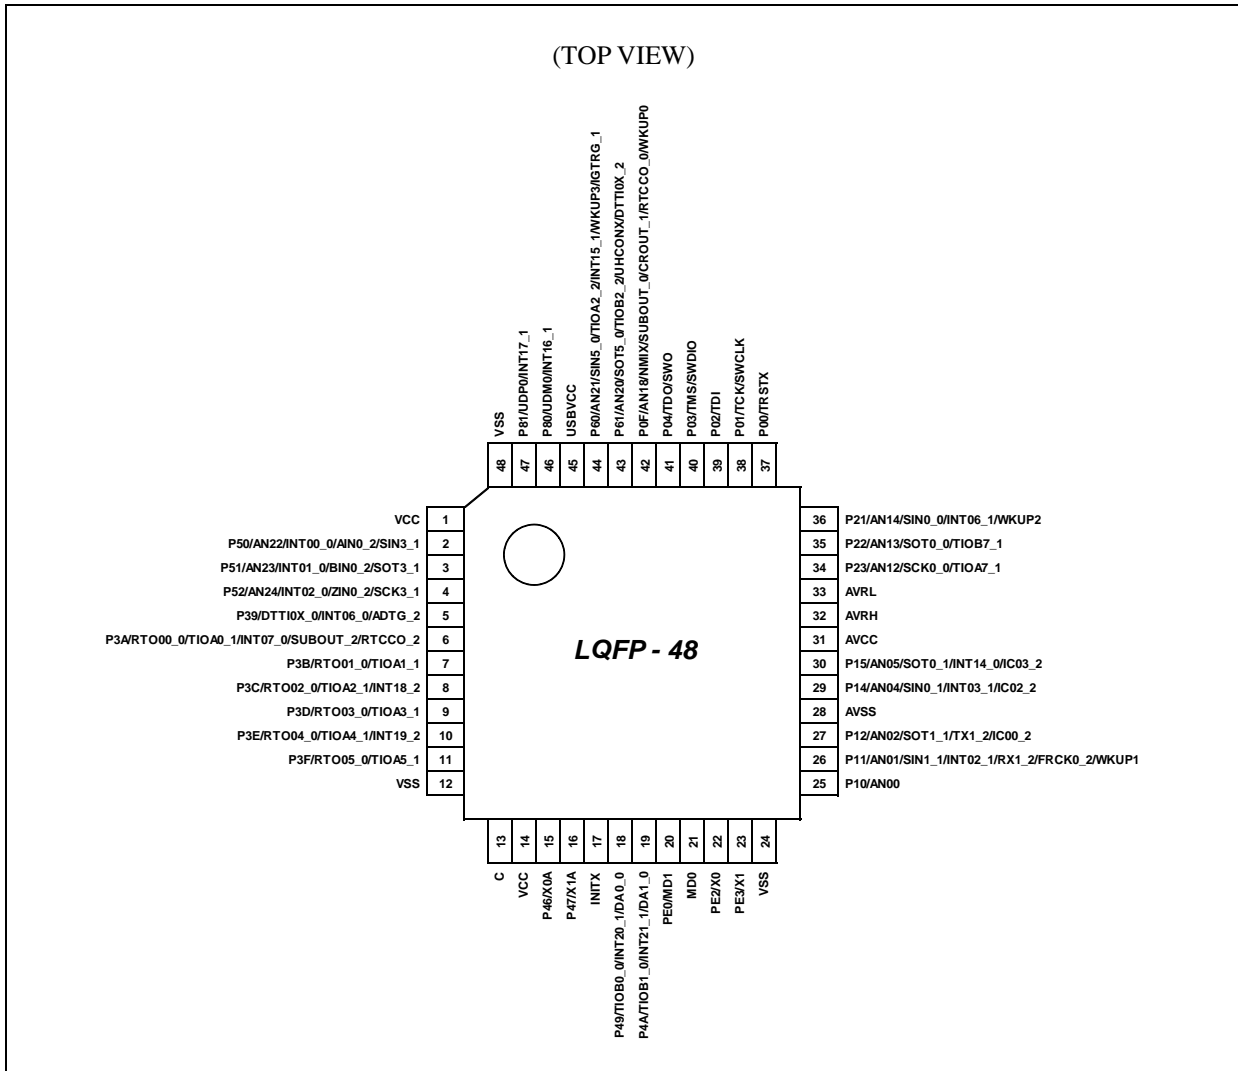 (TOP VIEW)
VSS
P81/UDP0/INT17_1
P80/UDM0/INT16_1
USBVCC
P60/AN21/SIN5_0/TIOA2_2/INT15_1/WKUP3/IGTRG_1
P61/AN20/SOT5_0/TIOB2_2/UHCONX/DTTI0X_2
P0F/AN18/NMIX/SUBOUT_0/CROUT_1/RTCCO_0/WKUP0
P04/TDO/SWO
P03/TMS/SWDIO
P02/TDI
P01/TCK/SWCLK
P00/TRSTX
48 47 46 45 44 43 42 41 40 39 38 37
VCC 1
P50/AN22/INT00_0/AIN0_2/SIN3_1 2
P51/AN23/INT01_0/BIN0_2/SOT3_1 3
P52/AN24/INT02_0/ZIN0_2/SCK3_1 4
P39/DTTI0X_0/INT06_0/ADTG_2 5
P3A/RTO00_0/TIOA0_1/INT07_0/SUBOUT_2/RTCCO_2 6
P3B/RTO01_0/TIOA1_1 7
P3C/RTO02_0/TIOA2_1/INT18_2 8
P3D/RTO03_0/TIOA3_1 9
P3E/RTO04_0/TIOA4_1/INT19_2 10
P3F/RTO05_0/TIOA5_1 11
VSS 12
LQFP - 48
36 P21/AN14/SIN0_0/INT06_1/WKUP2
35 P22/AN13/SOT0_0/TIOB7_1
34 P23/AN12/SCK0_0/TIOA7_1
33 AVRL
32 AVRH
31 AVCC
30 P15/AN05/SOT0_1/INT14_0/IC03_2
29 P14/AN04/SIN0_1/INT03_1/IC02_2
28 AVSS
27 P12/AN02/SOT1_1/TX1_2/IC00_2
26 P11/AN01/SIN1_1/INT02_1/RX1_2/FRCK0_2/WKUP1
25 P10/AN00
13 14 15 16 17 18 19 20 21 22 23 24
C
VCC
P46/X0A
P47/X1A
INITX
P49/TIOB0_0/INT20_1/DA0_0
P4A/TIOB1_0/INT21_1/DA1_0
PE0/MD1
MD0
PE2/X0
PE3/X1
VSS